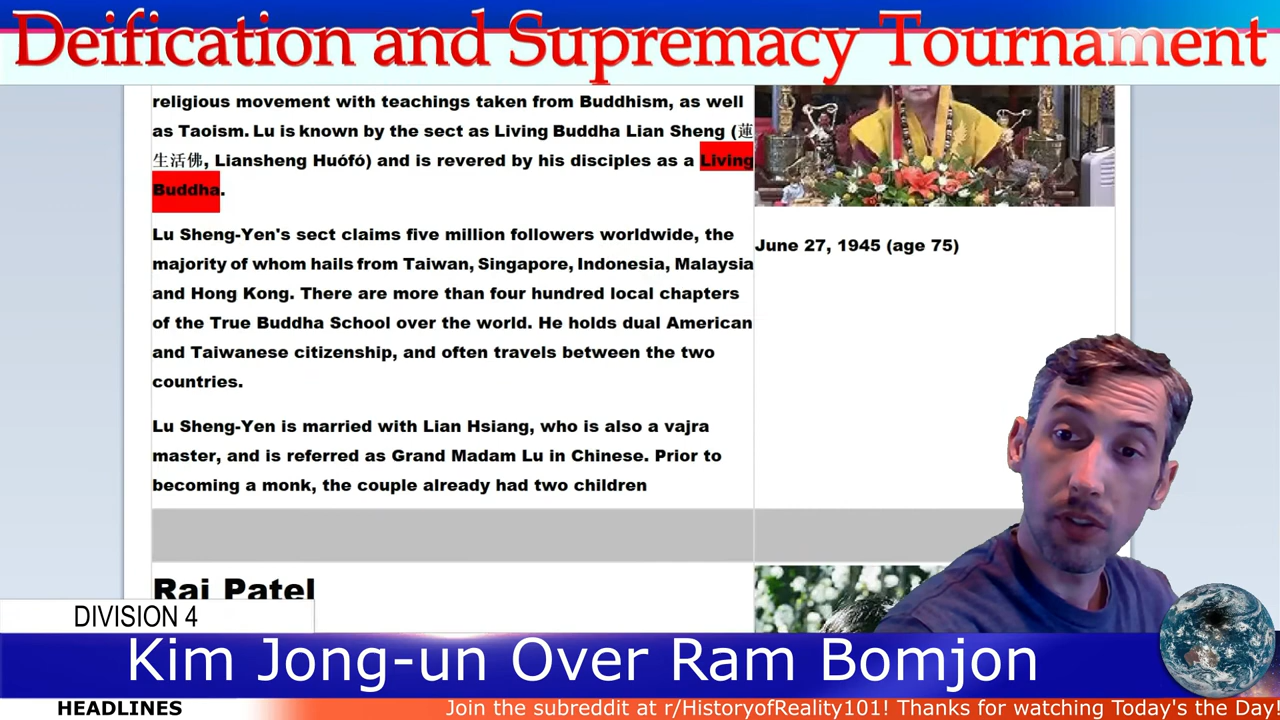 Deification and Supremacy Tournament
religious movement with teachings taken from Buddhism, as well
as Taoism. Lu is known by the sect as Living Buddha Lian Sheng (蓮
生活佛, Liansheng Huófó) and is revered by his disciples as a Living
Buddha.
Lu Sheng-Yen's sect claims five million followers worldwide, the
majority of whom hails from Taiwan, Singapore, Indonesia, Malaysia
and Hong Kong. There are more than four hundred local chapters
of the True Buddha School over the world. He holds dual American
and Taiwanese citizenship, and often travels between the two
countries.
Lu Sheng-Yen is married with Lian Hsiang, who is also a vajra
master, and is referred as Grand Madam Lu in Chinese. Prior to
becoming a monk, the couple already had two children
June 27, 1945 (age 75)
Raj Patel
DIVISION 4
Kim Jong-un Over Ram Bomjon
HEADLINES
Join the subreddit at r/HistoryofReality101! Thanks for watching Today's the Day!